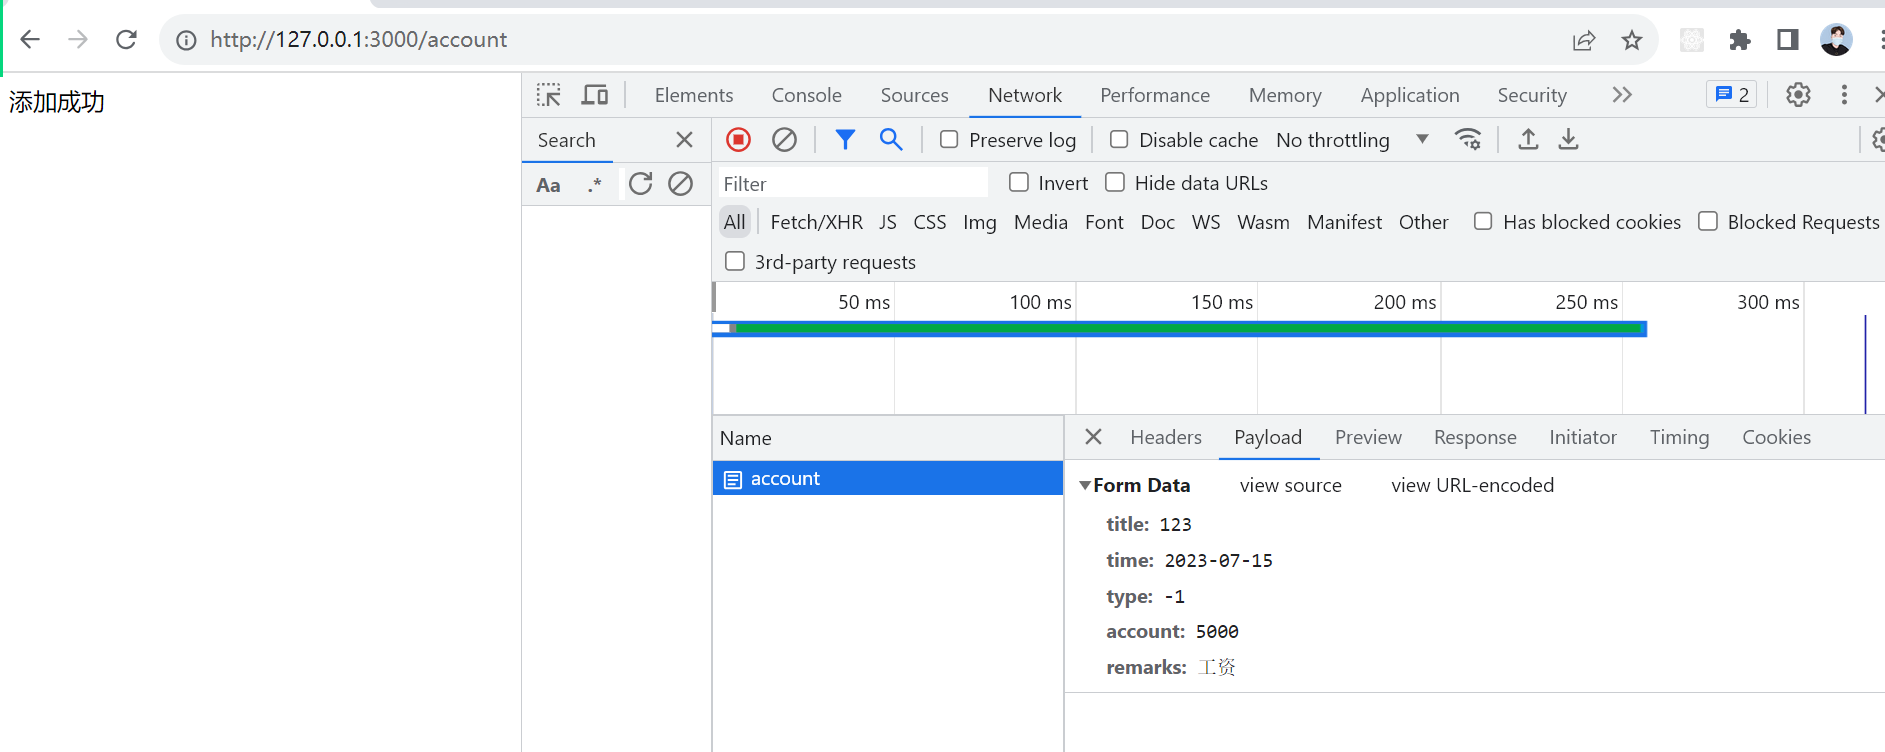 http://127.0.0.1:3000/account
添加成功
Elements Console Sources Network Performance Memory Application Security 2
Search
Preserve log Disable cache No throttling
Aa .*
Filter Invert Hide data URLs
All Fetch/XHR JS CSS Img Media Font Doc WS Wasm Manifest Other Has blocked cookies Blocked Requests
3rd-party requests
50 ms 100 ms 150 ms 200 ms 250 ms 300 ms
Name Headers Payload Preview Response Initiator Timing Cookies
account
Form Data view source view URL-encoded
title: 123
time: 2023-07-15
type: -1
account: 5000
remarks: 工资